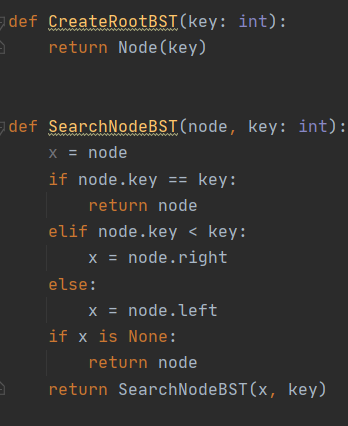 def CreateRootBST(key: int):
    return Node(key)
def SearchNodeBST(node, key: int):
    x = node
    if node.key == key:
        return node
    elif node.key < key:
        x = node.right
    else:
        x = node.left
    if x is None:
        return node
    return SearchNodeBST(x, key)